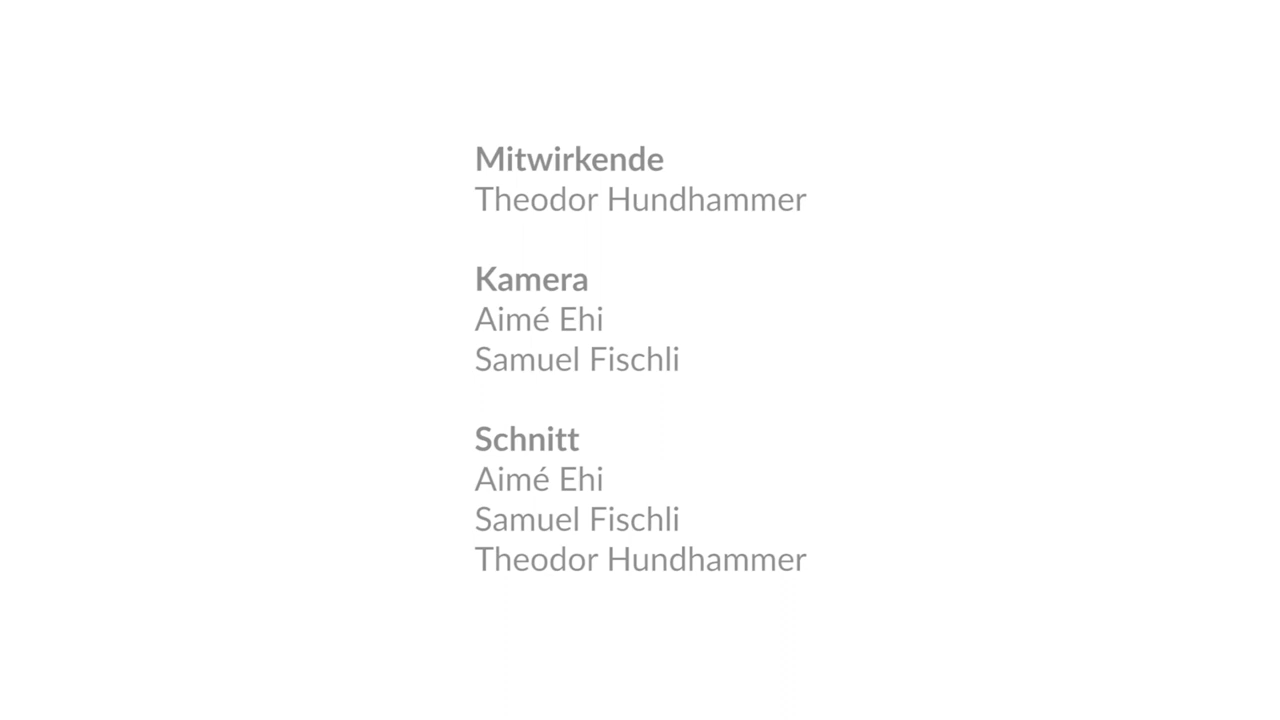 Mitwirkende
Theodor Hundhammer
Kamera
Aimé Ehi
Samuel Fischli
Schnitt
Aimé Ehi
Samuel Fischli
Theodor Hundhammer